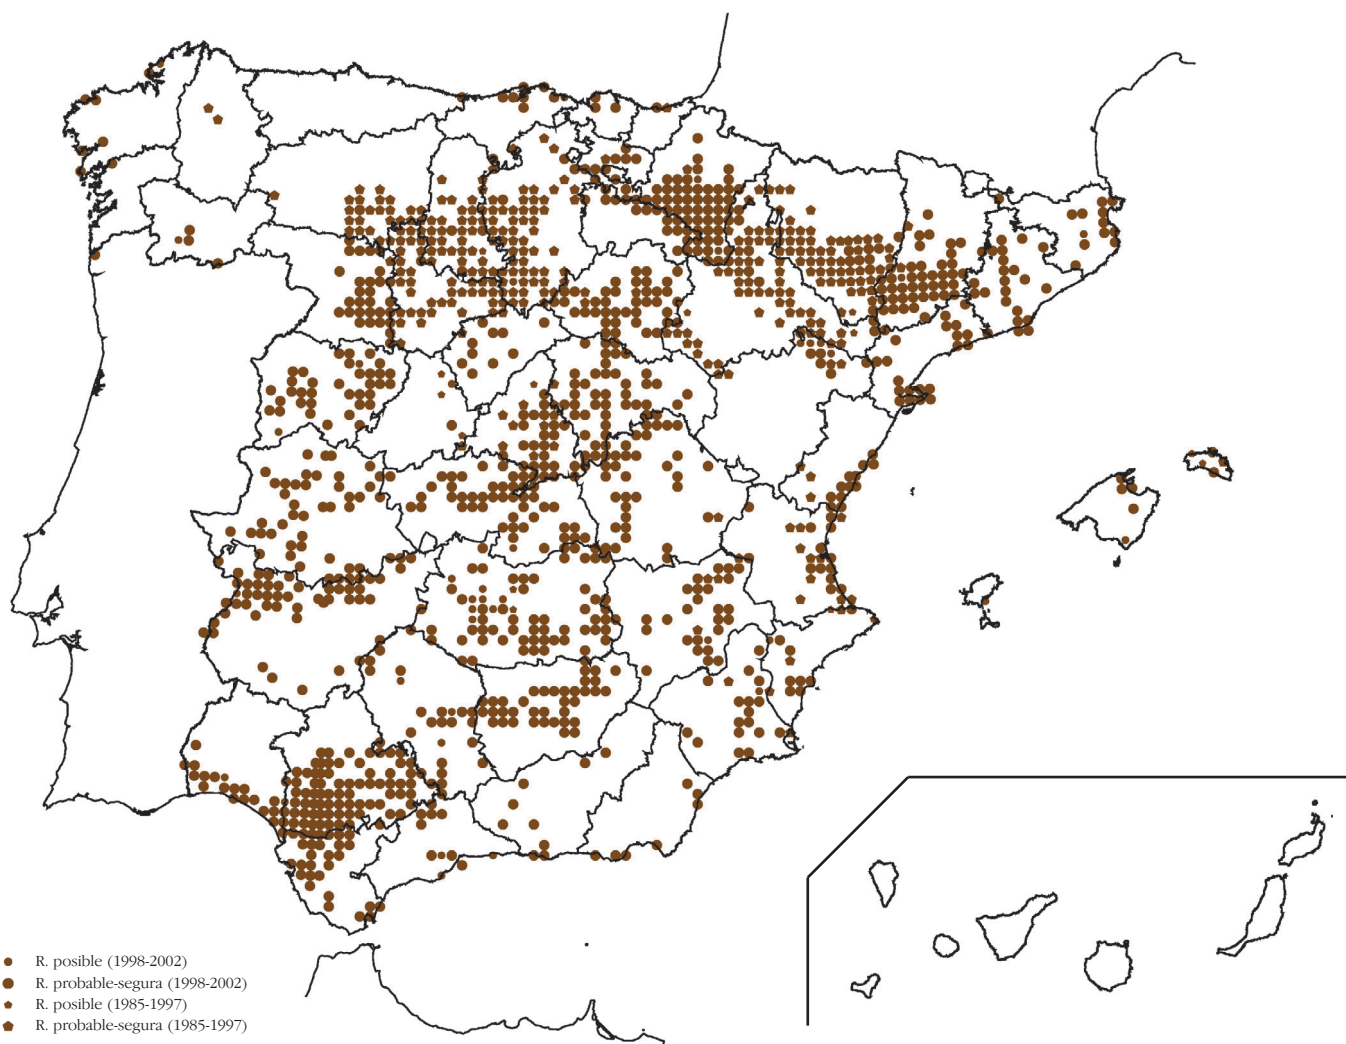 R. posible (1998-2002)
R. probable-segura (1998-2002)
R. posible (1985-1997)
R. probable-segura (1985-1997)